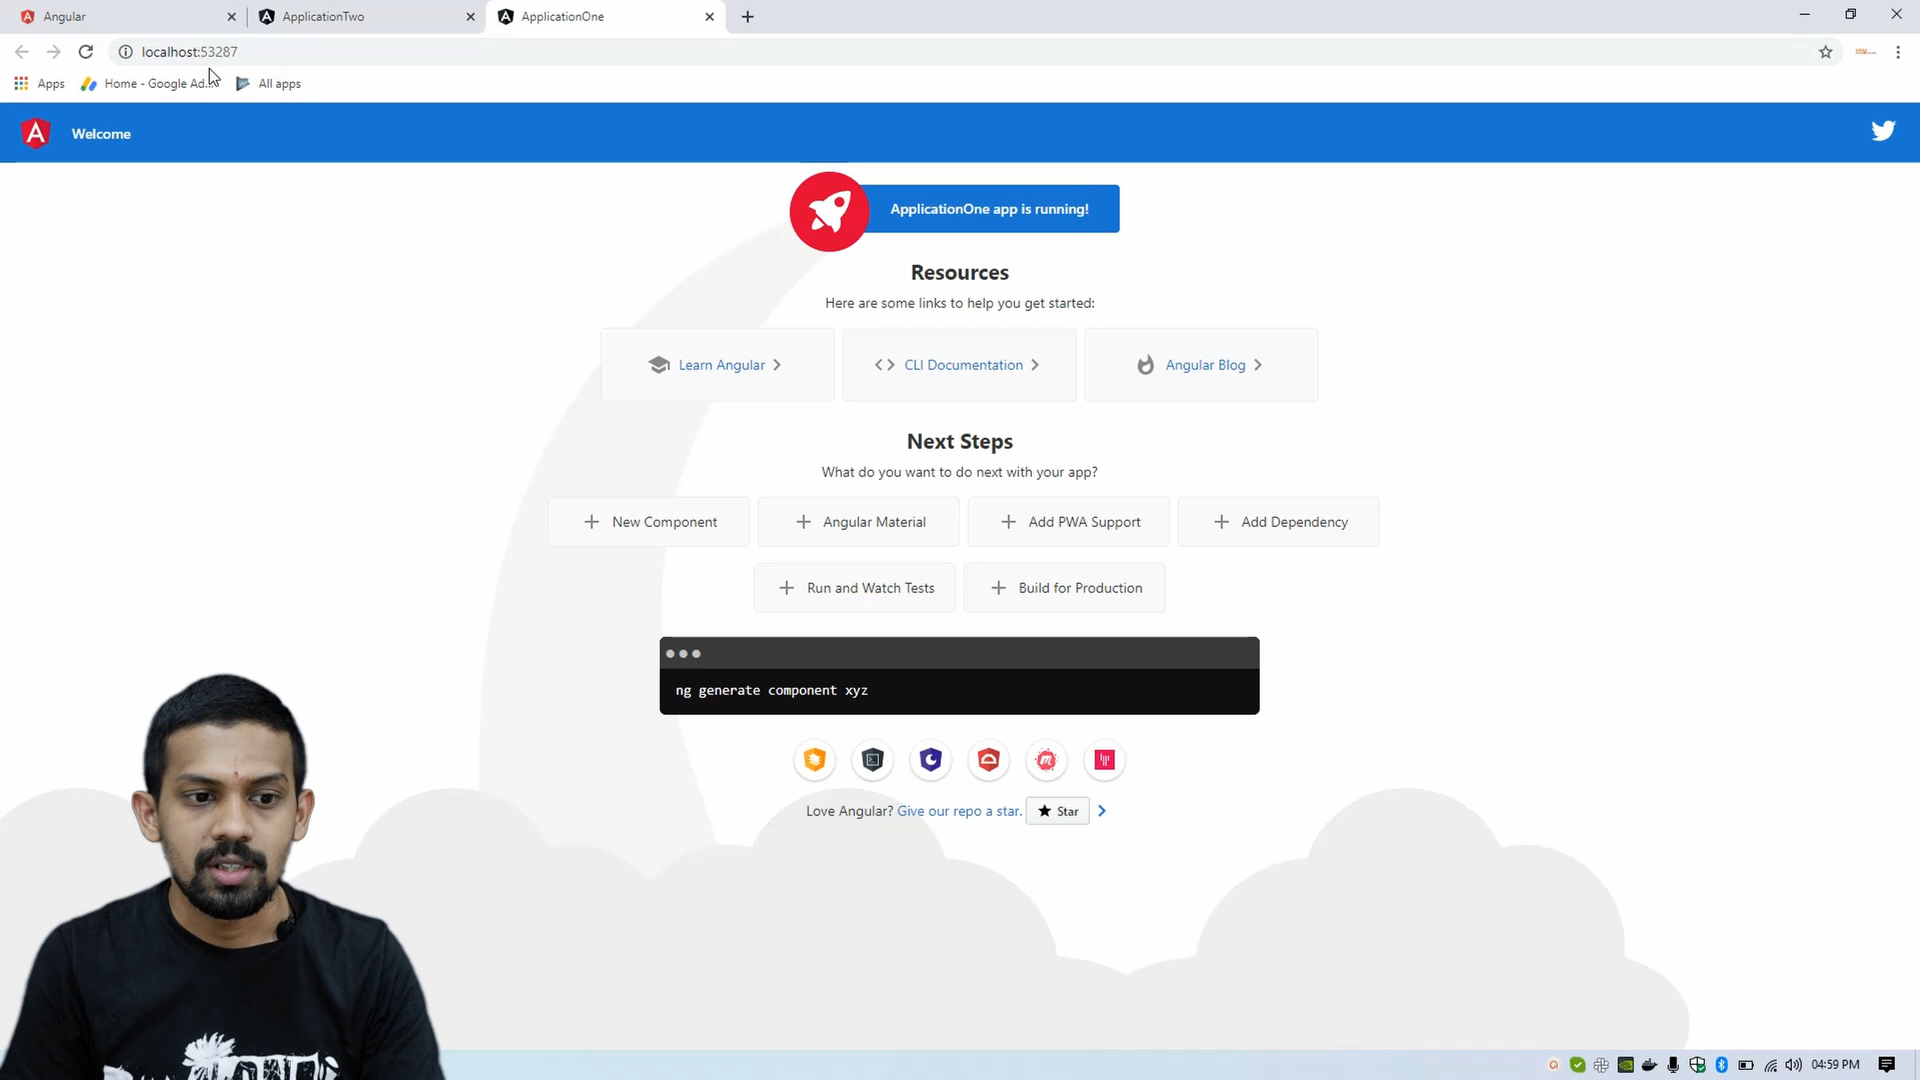 Angular
ApplicationTwo
ApplicationOne
localhost:53287
Apps
Home - Google Ad...
All apps
Welcome
ApplicationOne app is running!
Resources
Here are some links to help you get started:
Learn Angular
CLI Documentation
Angular Blog
Next Steps
What do you want to do next with your app?
New Component
Angular Material
Add PWA Support
Add Dependency
Run and Watch Tests
Build for Production
ng generate component xyz
Love Angular? Give our repo a star. Star
04:59 PM